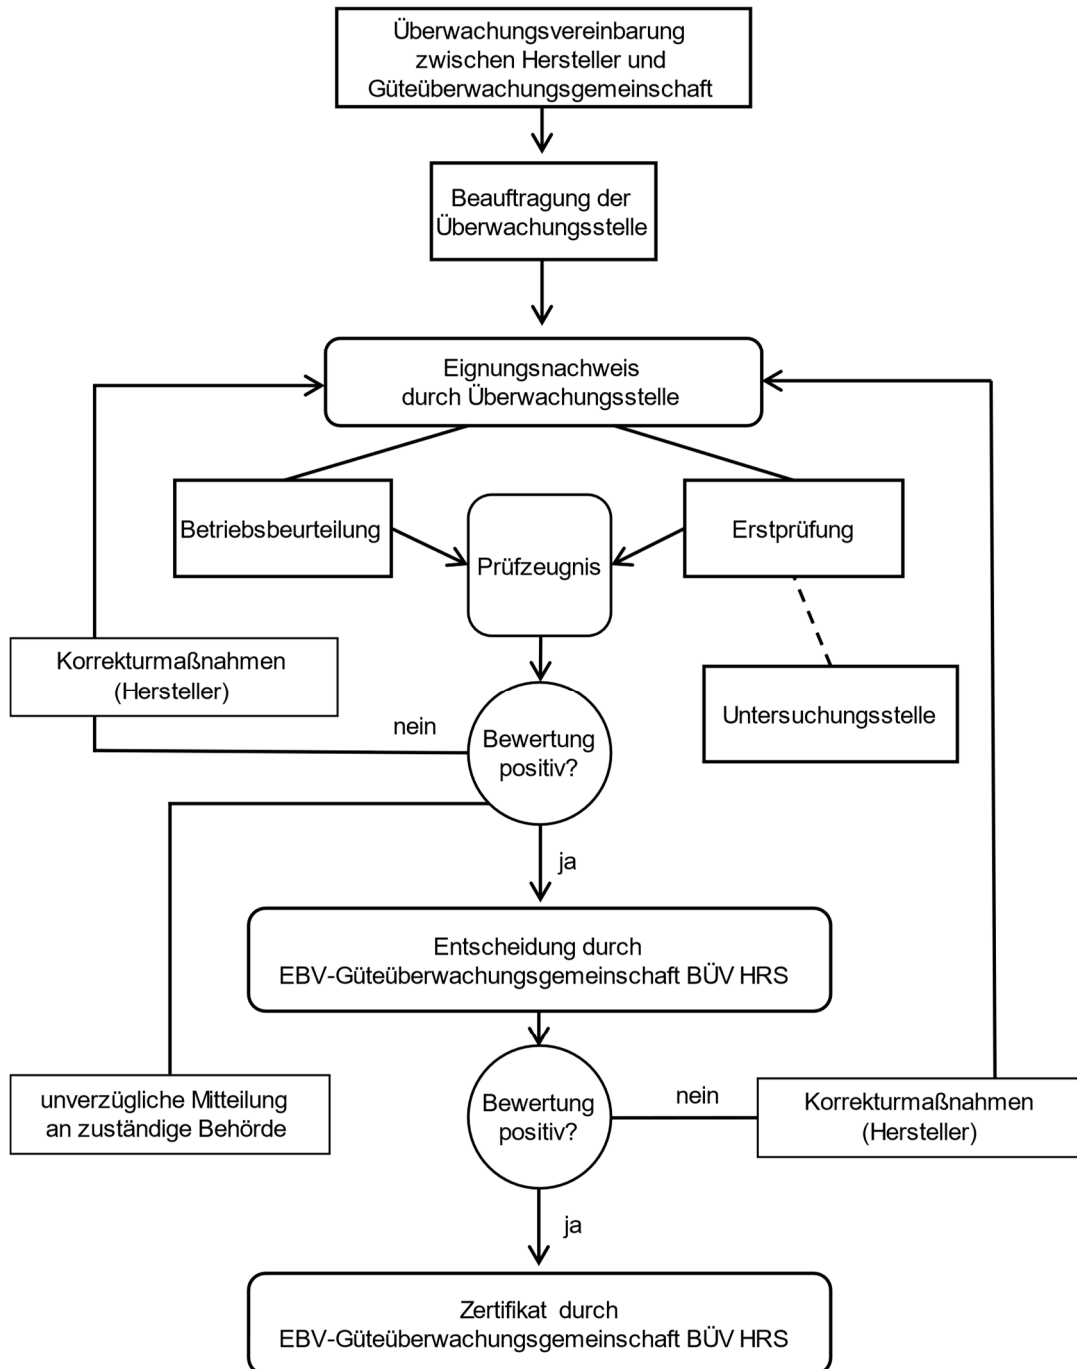 Überwachungsvereinbarung
zwischen Hersteller und
Güteüberwachungsgemeinschaft
Beauftragung der
Überwachungsstelle
Eignungsnachweis
durch Überwachungsstelle
Betriebsbeurteilung
Prüfzeugnis
Erstprüfung
Korrekturmaßnahmen
(Hersteller)
Untersuchungsstelle
nein
Bewertung
positiv?
ja
Entscheidung durch
EBV-Güteüberwachungsgemeinschaft BÜV HRS
unverzügliche Mitteilung
an zuständige Behörde
Bewertung
positiv?
nein
Korrekturmaßnahmen
(Hersteller)
ja
Zertifikat durch
EBV-Güteüberwachungsgemeinschaft BÜV HRS